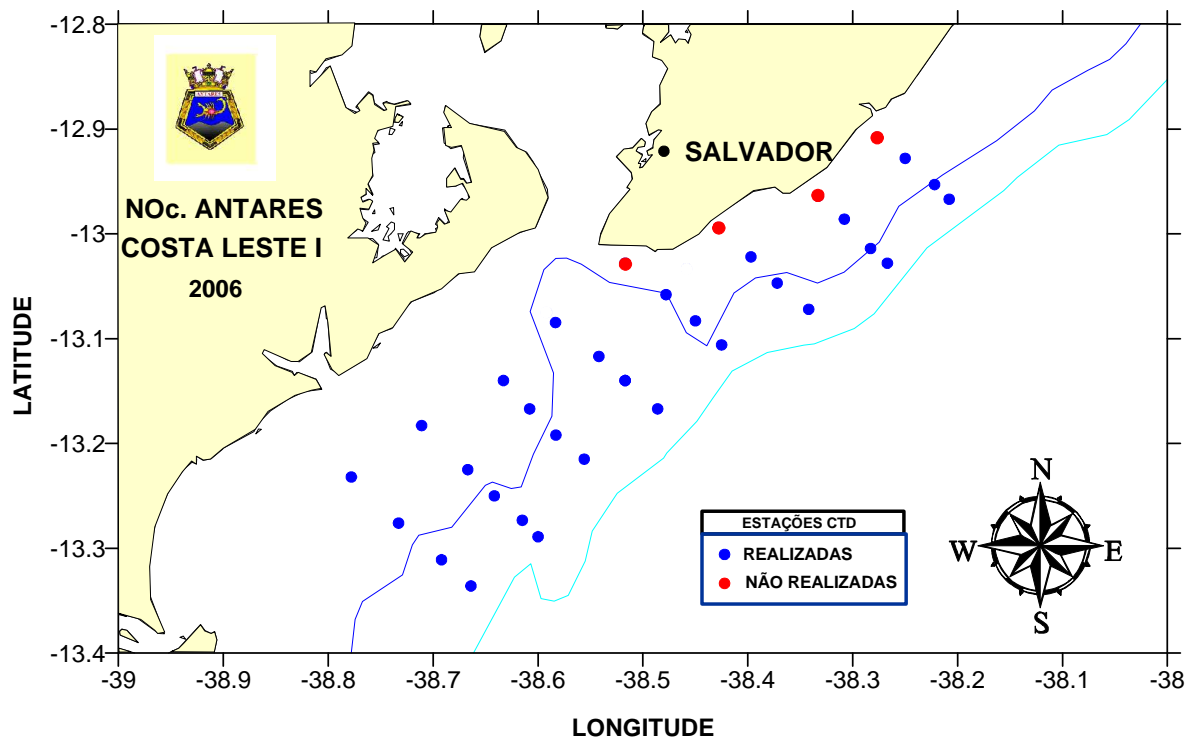 -12.8
-12.9
-13
-13.1
-13.2
-13.3
-13.4
LATITUDE
ANTARES
NOc. ANTARES
COSTA LESTE I
2006
SALVADOR
N
W
E
S
ESTAÇÕES CTD
REALIZADAS
NÃO REALIZADAS
-39 -38.9 -38.8 -38.7 -38.6 -38.5 -38.4 -38.3 -38.2 -38.1 -38
LONGITUDE